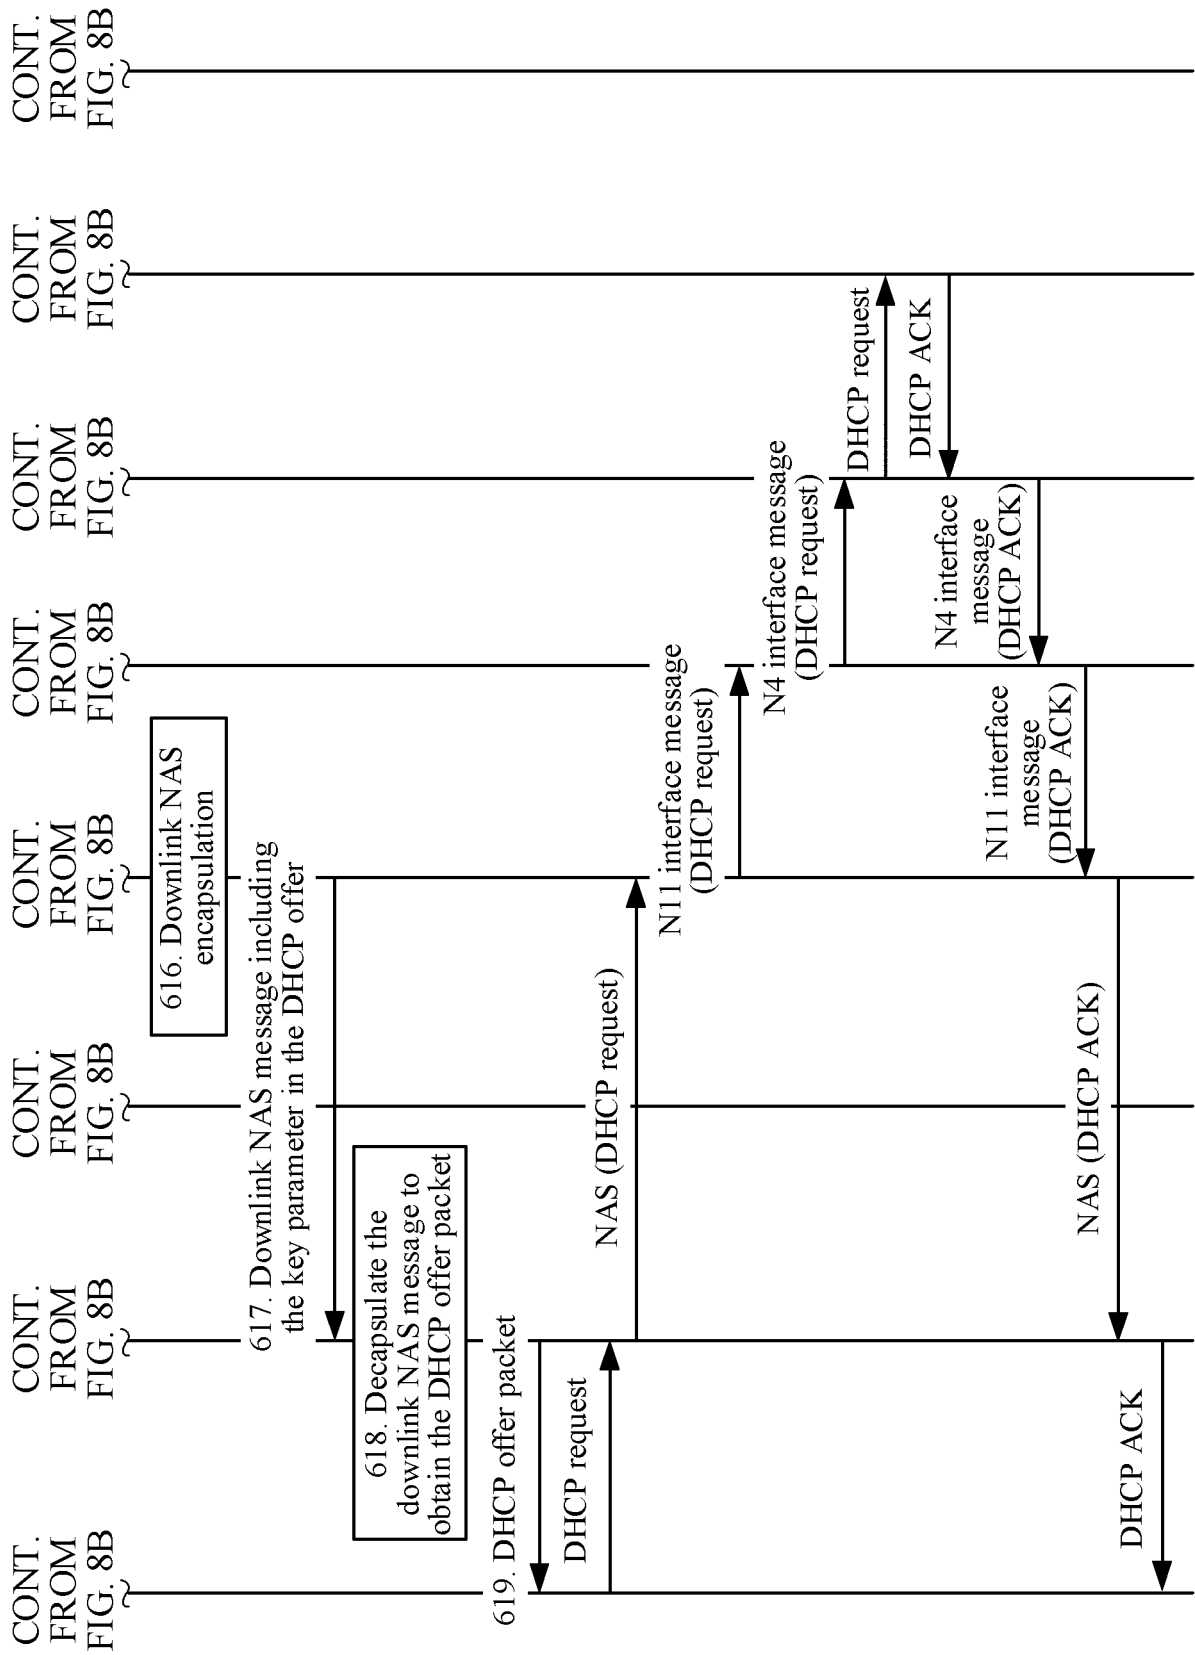 CONT.
FROM
FIG. 8B
CONT.
FROM
FIG. 8B
CONT.
FROM
FIG. 8B
CONT.
FROM
FIG. 8B
CONT.
FROM
FIG. 8B
CONT.
FROM
FIG. 8B
CONT.
FROM
FIG. 8B
CONT.
FROM
FIG. 8B
616. Downlink NAS
encapsulation
617. Downlink NAS message including
the key parameter in the DHCP offer
618. Decapsulate the
downlink NAS message to
obtain the DHCP offer packet
619. DHCP offer packet
DHCP request
NAS (DHCP request)
N11 interface message
(DHCP request)
N4 interface message
(DHCP request)
DHCP request
DHCP ACK
N4 interface
message
(DHCP ACK)
N11 interface
message
(DHCP ACK)
NAS (DHCP ACK)
DHCP ACK